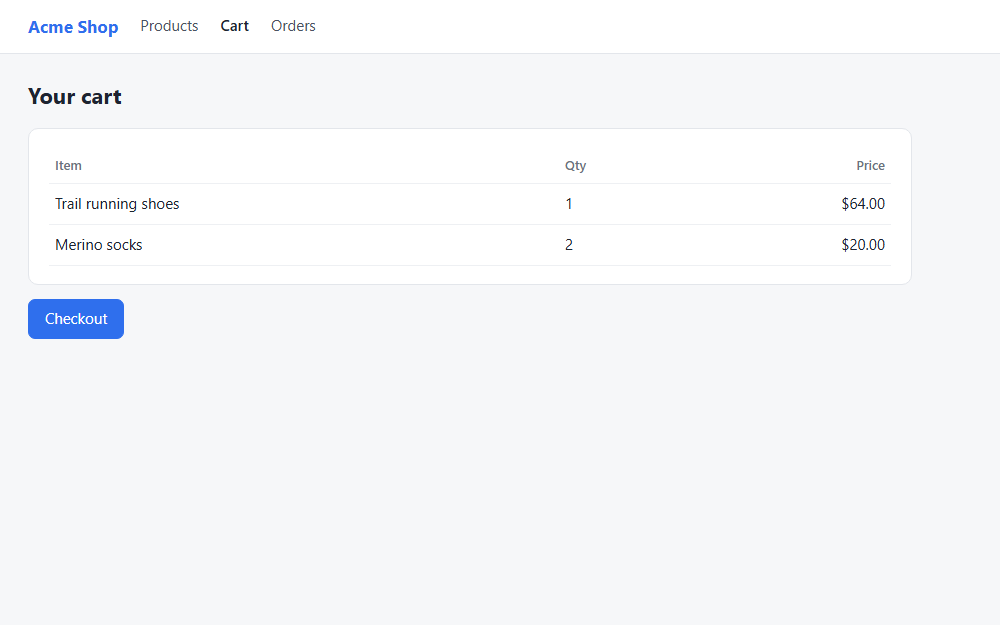 Acme Shop Products Cart Orders
Your cart
Item Qty Price
Trail running shoes 1 $64.00
Merino socks 2 $20.00
Checkout